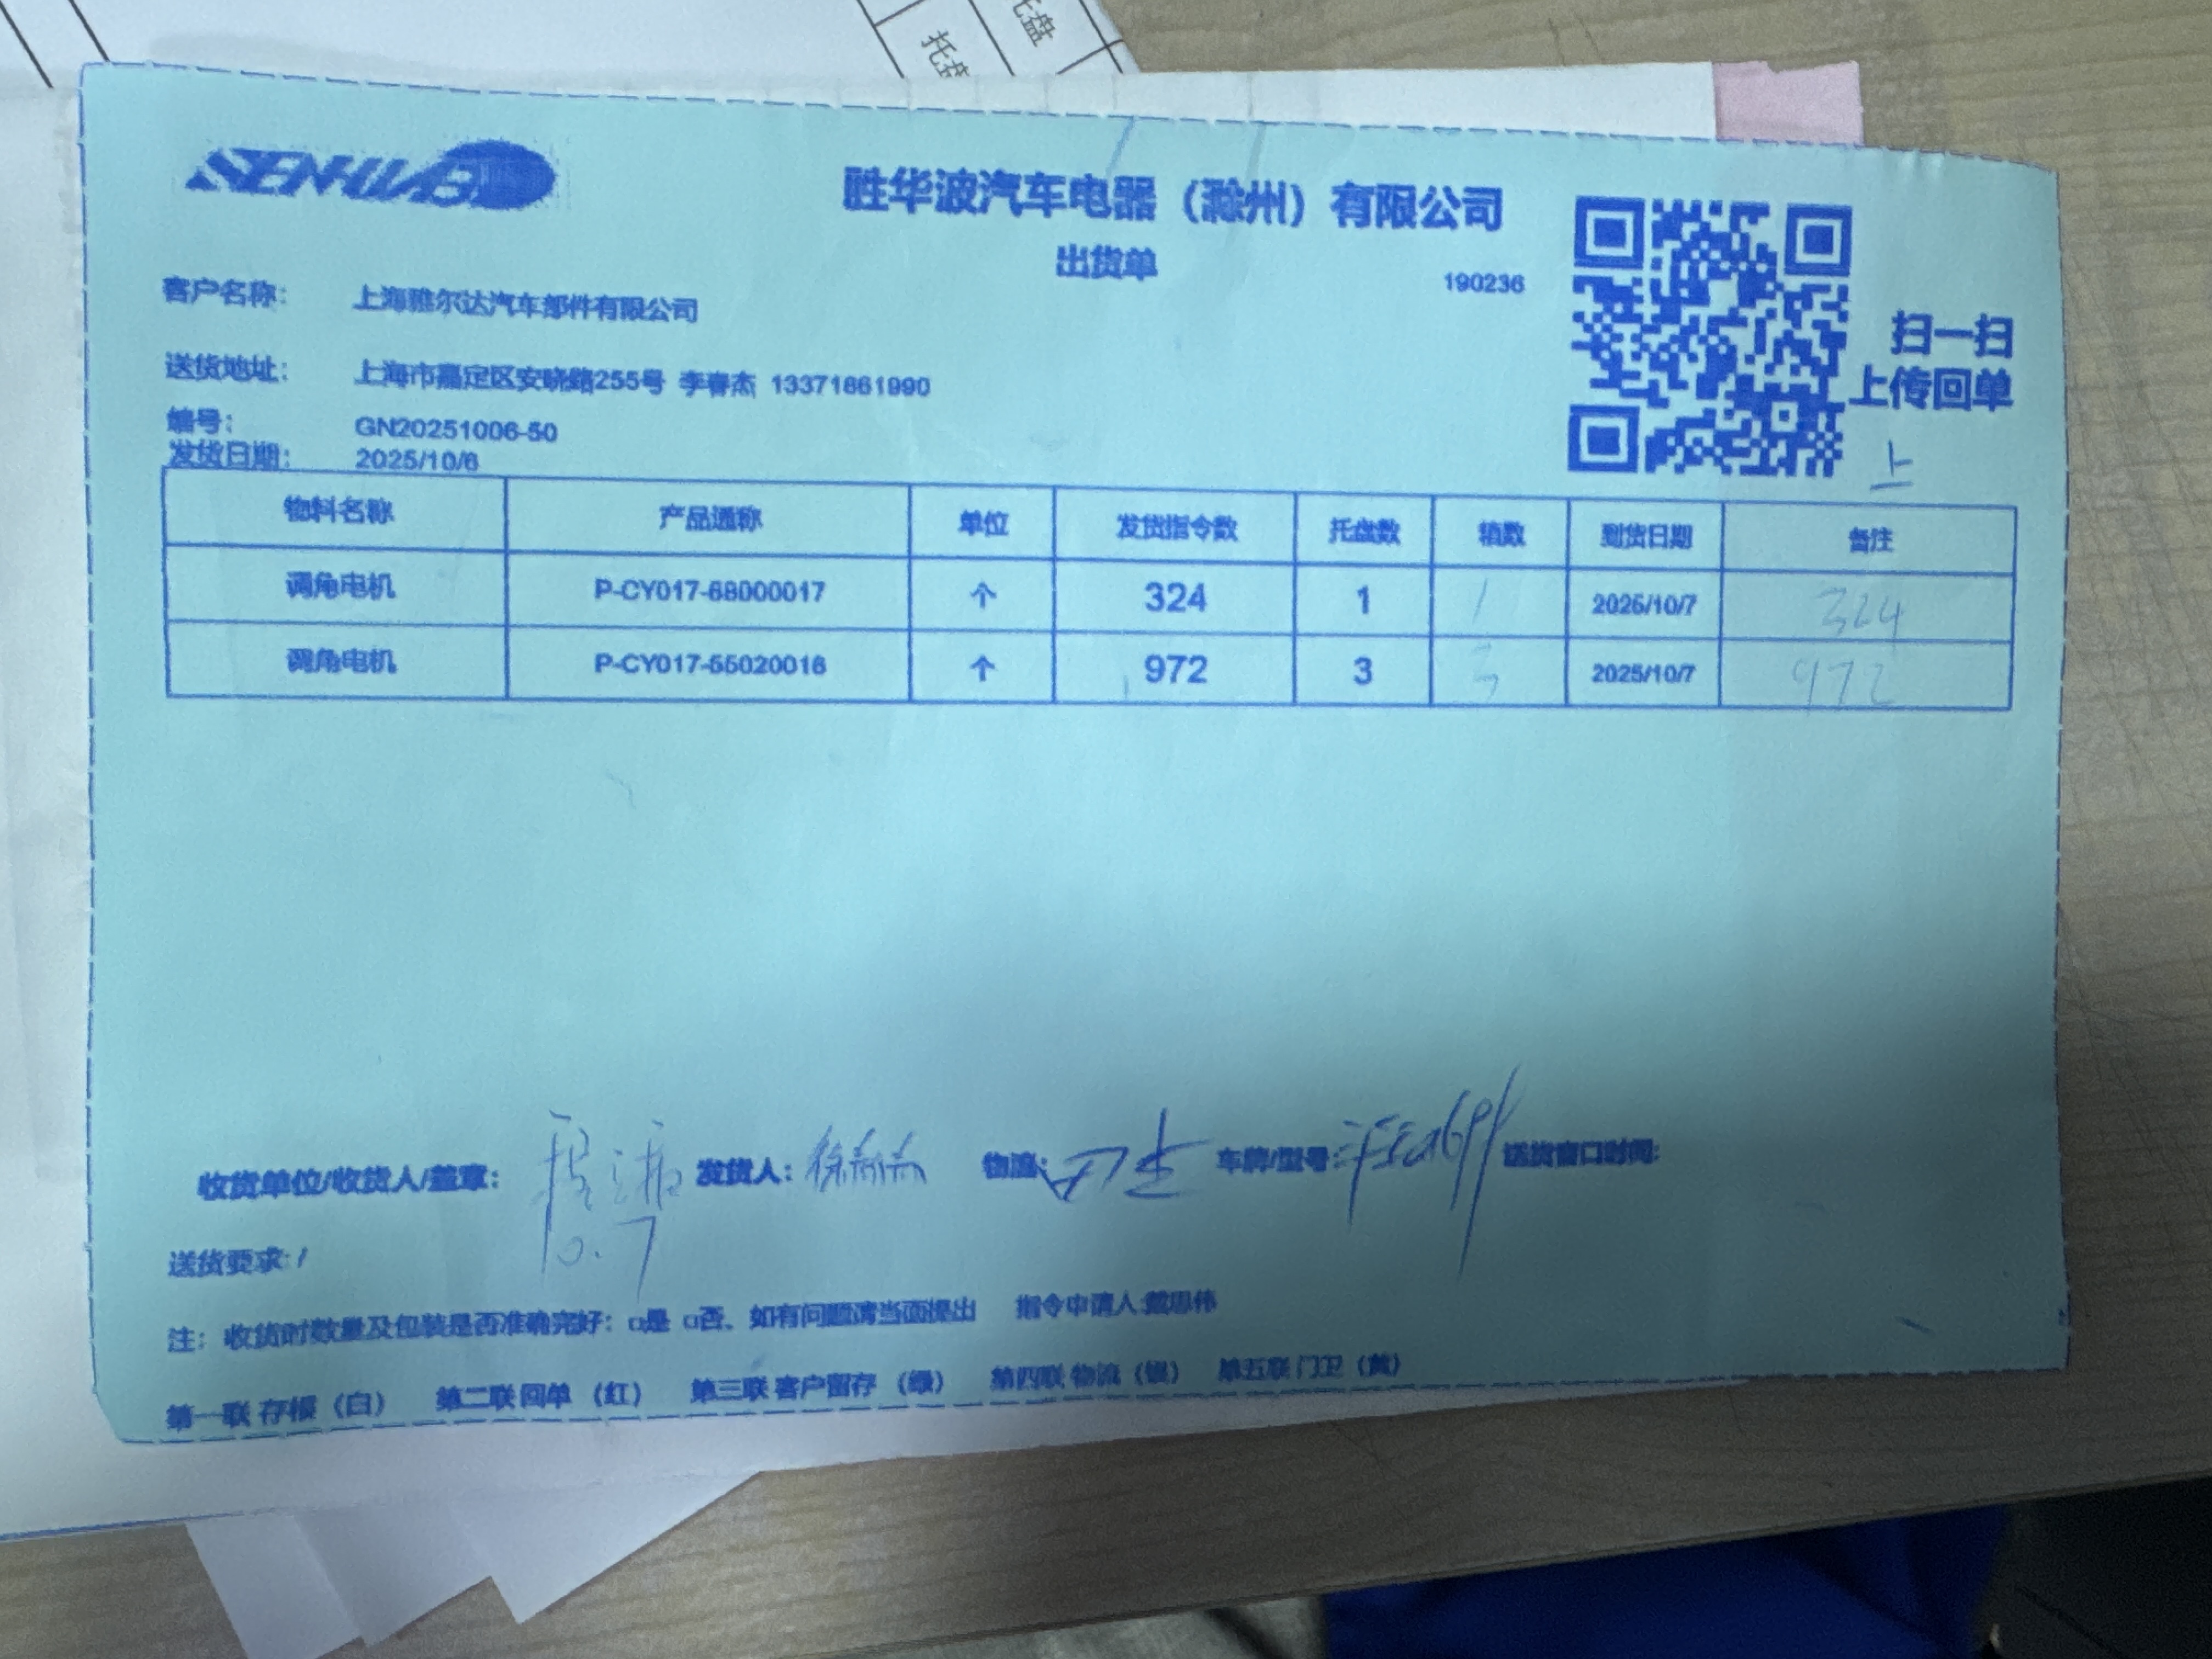 托盘
托盘
SENHUABO
胜华波汽车电器（滁州）有限公司
出货单
190236
扫一扫
上传回单
上
客户名称： 上海雅尔达汽车部件有限公司
送货地址： 上海市嘉定区安晓路255号 李春杰 13371861990
编号： GN20251006-50
发货日期： 2025/10/6
物料名称 产品通称 单位 发货指令数 托盘数 箱数 到货日期 备注
调角电机 P-CY017-68000017 个 324 1 1 2025/10/7 324
调角电机 P-CY017-55020016 个 972 3 3 2025/10/7 972
收货单位/收货人/盖章： 发货人： 物流： 车牌/型号： 送货窗口时间：
10.7
送货要求：/
注：收货时数量及包装是否准确完好：□是 □否、如有问题请当面提出 指令申请人:戴思伟
第一联 存根（白） 第二联 回单（红） 第三联 客户留存（绿） 第四联 物流（蓝） 第五联 门卫（黄）